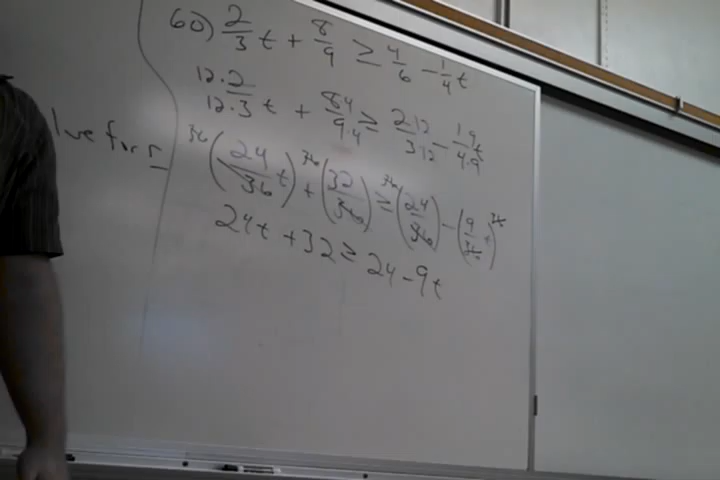 60) 2/3 t + 8/9 ≥ 4/6 - 1/4 t
12·2/12·3 t + 8·4/9·4 ≥ 2·12/3·12 - 1·9/4·9 t
lve for r
36(24/36 t) + 36(32/36) ≥ 36(24/36) - (9/36 t)36
24t + 32 ≥ 24 - 9t